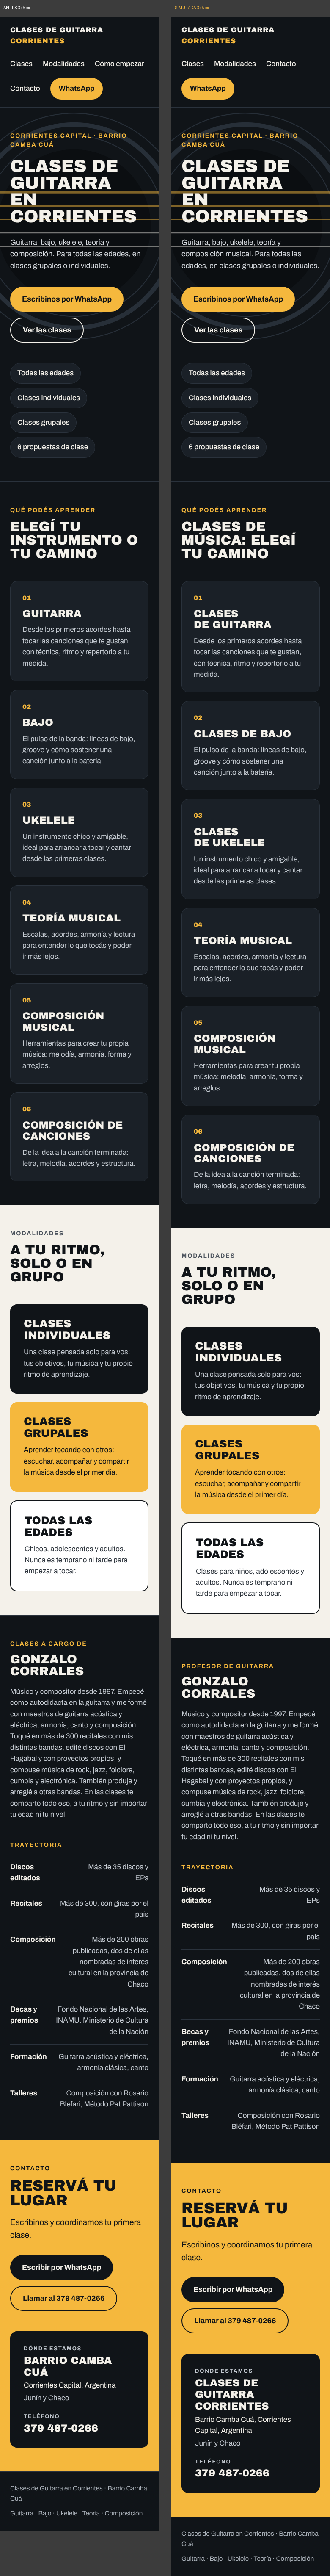 ANTES 375px
CLASES DE GUITARRA
CORRIENTES
Clases Modalidades Cómo empezar
Contacto WhatsApp
CORRIENTES CAPITAL · BARRIO
CAMBA CUÁ
CLASES DE
GUITARRA
EN
CORRIENTES
Guitarra, bajo, ukelele, teoría y
composición. Para todas las edades, en
clases grupales o individuales.
Escribinos por WhatsApp
Ver las clases
Todas las edades
Clases individuales
Clases grupales
6 propuestas de clase
QUÉ PODÉS APRENDER
ELEGÍ TU
INSTRUMENTO O
TU CAMINO
01
GUITARRA
Desde los primeros acordes hasta
tocar las canciones que te gustan,
con técnica, ritmo y repertorio a tu
medida.
02
BAJO
El pulso de la banda: líneas de bajo,
groove y cómo sostener una
canción junto a la batería.
03
UKELELE
Un instrumento chico y amigable,
ideal para arrancar a tocar y cantar
desde las primeras clases.
04
TEORÍA MUSICAL
Escalas, acordes, armonía y lectura
para entender lo que tocás y poder
ir más lejos.
05
COMPOSICIÓN
MUSICAL
Herramientas para crear tu propia
música: melodía, armonía, forma y
arreglos.
06
COMPOSICIÓN DE
CANCIONES
De la idea a la canción terminada:
letra, melodía, acordes y estructura.
MODALIDADES
A TU RITMO,
SOLO O EN
GRUPO
CLASES
INDIVIDUALES
Una clase pensada solo para vos:
tus objetivos, tu música y tu propio
ritmo de aprendizaje.
CLASES
GRUPALES
Aprender tocando con otros:
escuchar, acompañar y compartir
la música desde el primer día.
TODAS LAS
EDADES
Chicos, adolescentes y adultos.
Nunca es temprano ni tarde para
empezar a tocar.
CLASES A CARGO DE
GONZALO
CORRALES
Músico y compositor desde 1997. Empecé
como autodidacta en la guitarra y me formé
con maestros de guitarra acústica y
eléctrica, armonía, canto y composición.
Toqué en más de 300 recitales con mis
distintas bandas, edité discos con El
Hagabal y con proyectos propios, y
compuse música de rock, jazz, folclore,
cumbia y electrónica. También produje y
arreglé a otras bandas. En las clases te
comparto todo eso, a tu ritmo y sin importar
tu edad ni tu nivel.
TRAYECTORIA
Discos
editados
Más de 35 discos y
EPs
Recitales
Más de 300, con giras por el
país
Composición
Más de 200 obras
publicadas, dos de ellas
nombradas de interés
cultural en la provincia de
Chaco
Becas y
premios
Fondo Nacional de las Artes,
INAMU, Ministerio de Cultura
de la Nación
Formación
Guitarra acústica y eléctrica,
armonía clásica, canto
Talleres
Composición con Rosario
Bléfari, Método Pat Pattison
CONTACTO
RESERVÁ TU
LUGAR
Escribinos y coordinamos tu primera
clase.
Escribir por WhatsApp
Llamar al 379 487-0266
DÓNDE ESTAMOS
BARRIO CAMBA
CUÁ
Corrientes Capital, Argentina
Junín y Chaco
TELÉFONO
379 487-0266
Clases de Guitarra en Corrientes · Barrio Camba
Cuá
Guitarra · Bajo · Ukelele · Teoría · Composición
SIMULADA 375px
CLASES DE GUITARRA
CORRIENTES
Clases Modalidades Contacto
WhatsApp
CORRIENTES CAPITAL · BARRIO
CAMBA CUÁ
CLASES DE
GUITARRA
EN
CORRIENTES
Guitarra, bajo, ukelele, teoría y
composición musical. Para todas las
edades, en clases grupales o individuales.
Escribinos por WhatsApp
Ver las clases
Todas las edades
Clases individuales
Clases grupales
6 propuestas de clase
QUÉ PODÉS APRENDER
CLASES DE
MÚSICA: ELEGÍ
TU CAMINO
01
CLASES
DE GUITARRA
Desde los primeros acordes hasta
tocar las canciones que te gustan,
con técnica, ritmo y repertorio a tu
medida.
02
CLASES DE BAJO
El pulso de la banda: líneas de bajo,
groove y cómo sostener una
canción junto a la batería.
03
CLASES
DE UKELELE
Un instrumento chico y amigable,
ideal para arrancar a tocar y cantar
desde las primeras clases.
04
TEORÍA MUSICAL
Escalas, acordes, armonía y lectura
para entender lo que tocás y poder
ir más lejos.
05
COMPOSICIÓN
MUSICAL
Herramientas para crear tu propia
música: melodía, armonía, forma y
arreglos.
06
COMPOSICIÓN DE
CANCIONES
De la idea a la canción terminada:
letra, melodía, acordes y estructura.
MODALIDADES
A TU RITMO,
SOLO O EN
GRUPO
CLASES
INDIVIDUALES
Una clase pensada solo para vos:
tus objetivos, tu música y tu propio
ritmo de aprendizaje.
CLASES
GRUPALES
Aprender tocando con otros:
escuchar, acompañar y compartir
la música desde el primer día.
TODAS LAS
EDADES
Clases para niños, adolescentes y
adultos. Nunca es temprano ni
tarde para empezar a tocar.
PROFESOR DE GUITARRA
GONZALO
CORRALES
Músico y compositor desde 1997. Empecé
como autodidacta en la guitarra y me formé
con maestros de guitarra acústica y
eléctrica, armonía, canto y composición.
Toqué en más de 300 recitales con mis
distintas bandas, edité discos con El
Hagabal y con proyectos propios, y
compuse música de rock, jazz, folclore,
cumbia y electrónica. También produje y
arreglé a otras bandas. En las clases te
comparto todo eso, a tu ritmo y sin importar
tu edad ni tu nivel.
TRAYECTORIA
Discos
editados
Más de 35 discos y
EPs
Recitales
Más de 300, con giras por el
país
Composición
Más de 200 obras
publicadas, dos de ellas
nombradas de interés
cultural en la provincia de
Chaco
Becas y
premios
Fondo Nacional de las Artes,
INAMU, Ministerio de Cultura
de la Nación
Formación
Guitarra acústica y eléctrica,
armonía clásica, canto
Talleres
Composición con Rosario
Bléfari, Método Pat Pattison
CONTACTO
RESERVÁ TU
LUGAR
Escribinos y coordinamos tu primera
clase.
Escribir por WhatsApp
Llamar al 379 487-0266
DÓNDE ESTAMOS
CLASES DE
GUITARRA
CORRIENTES
Barrio Camba Cuá, Corrientes
Capital, Argentina
Junín y Chaco
TELÉFONO
379 487-0266
Clases de Guitarra en Corrientes · Barrio Camba
Cuá
Guitarra · Bajo · Ukelele · Teoría · Composición